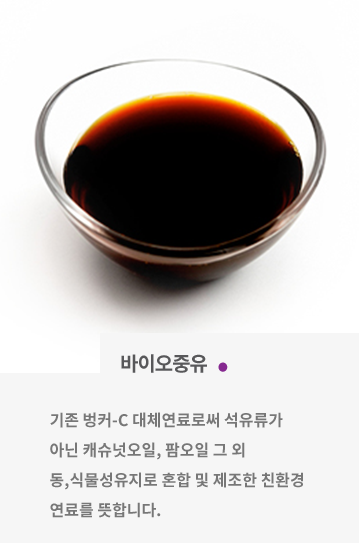 바이오중유
기존 벙커-C 대체연료로써 석유류가
아닌 캐슈넛오일, 팜오일 그 외
동,식물성유지로 혼합 및 제조한 친환경
연료를 뜻합니다.